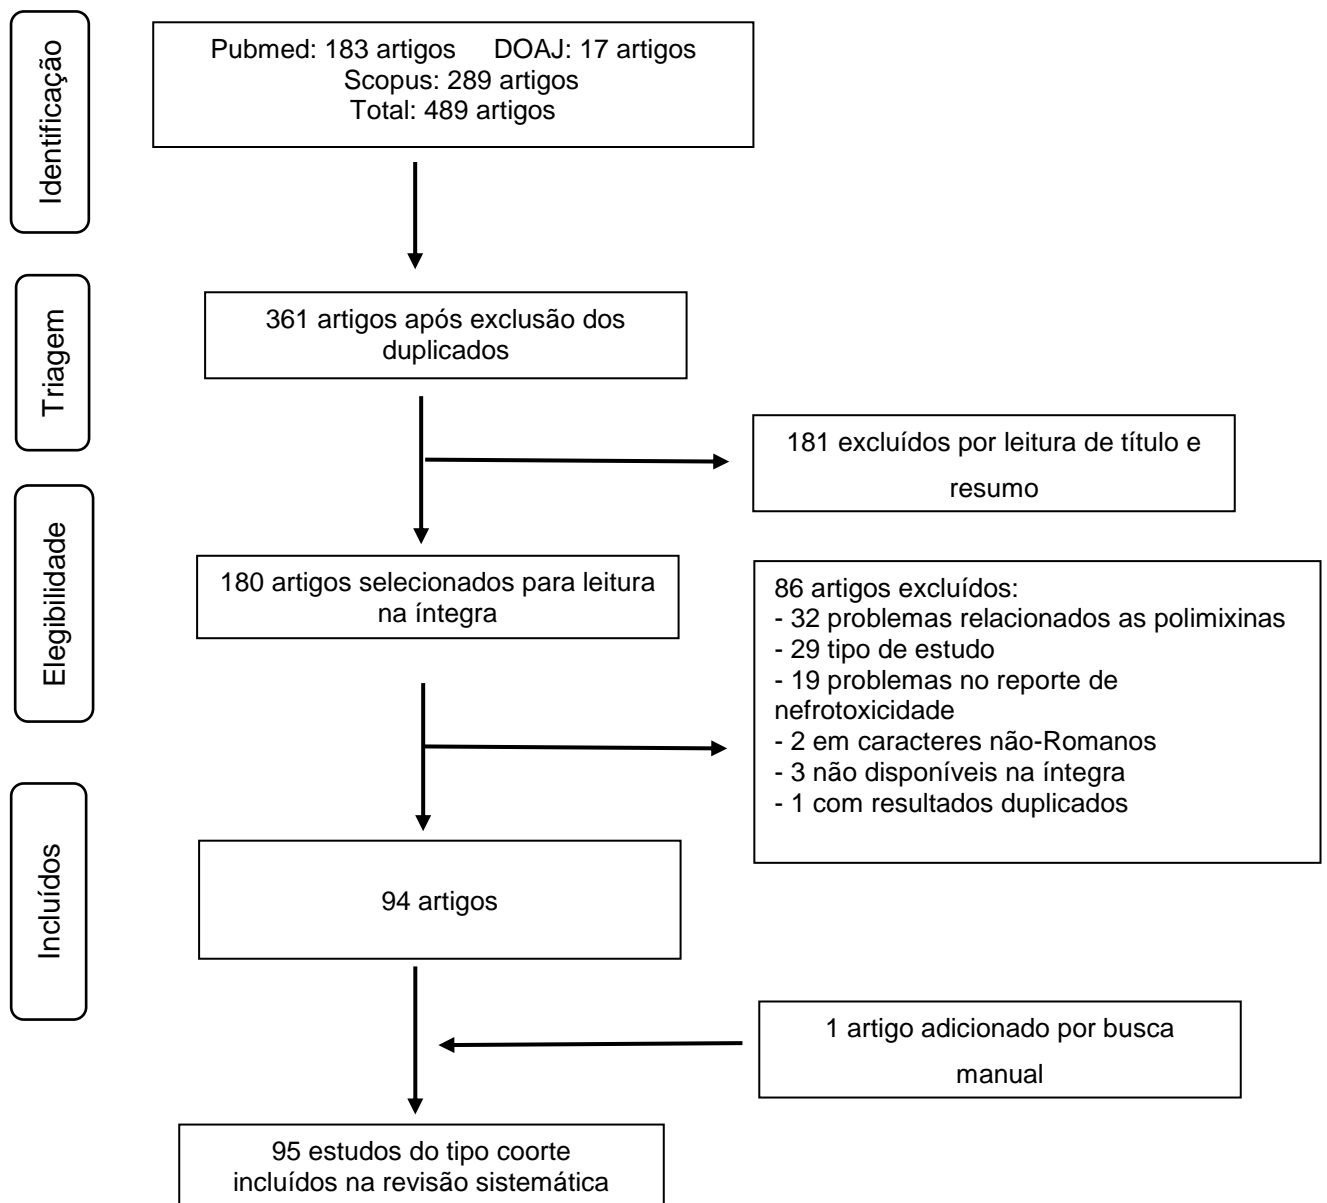 Identificação
Pubmed: 183 artigos DOAJ: 17 artigos
Scopus: 289 artigos
Total: 489 artigos
Triagem
361 artigos após exclusão dos
duplicados
181 excluídos por leitura de título e
resumo
Elegibilidade
180 artigos selecionados para leitura
na íntegra
86 artigos excluídos:
- 32 problemas relacionados as polimixinas
- 29 tipo de estudo
- 19 problemas no reporte de
nefrotoxicidade
- 2 em caracteres não-Romanos
- 3 não disponíveis na íntegra
- 1 com resultados duplicados
Incluídos
94 artigos
1 artigo adicionado por busca
manual
95 estudos do tipo coorte
incluídos na revisão sistemática